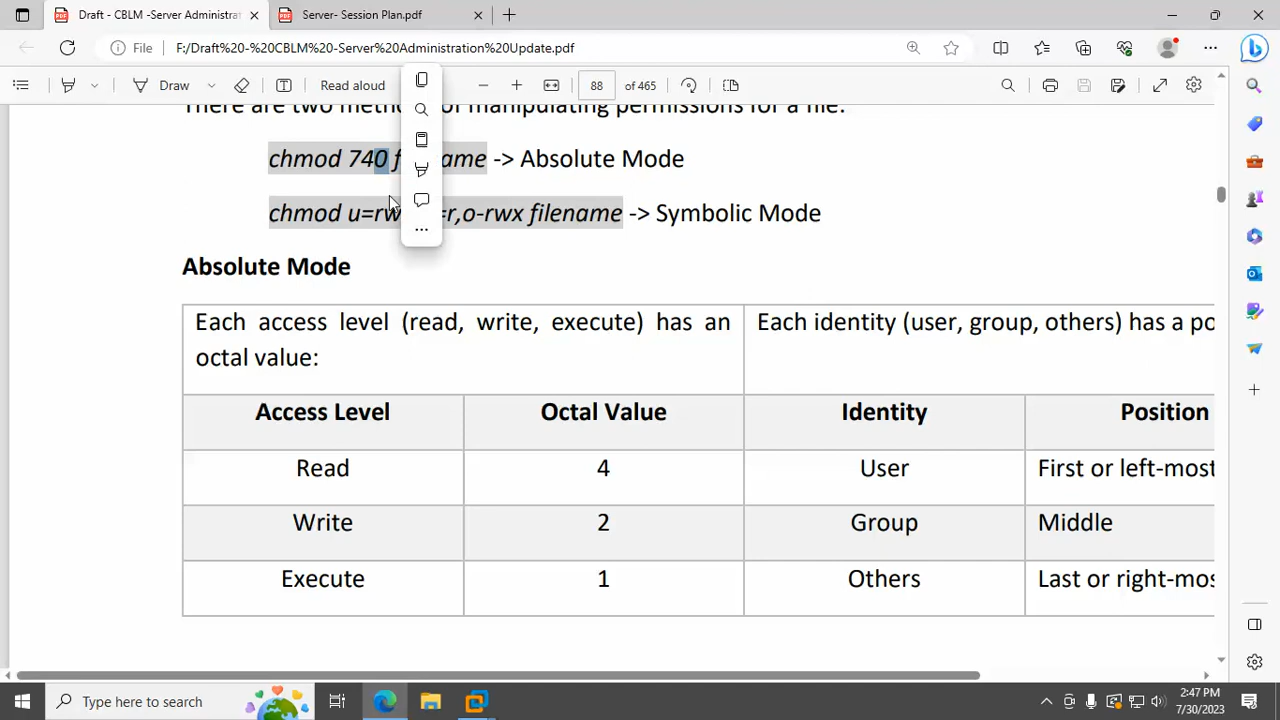 Draft - CBLM -Server Administrat
Server- Session Plan.pdf
File
F:/Draft%20-%20CBLM%20-Server%20Administration%20Update.pdf
Draw
Read aloud
88
of 465
There are two of manipulating permissions for a file:
chmod 740 -> Absolute Mode
chmod =r,o-rwx filename -> Symbolic Mode
Absolute Mode
Each access level (read, write, execute) has an
octal value:
Each identity (user, group, others) has a po
Access Level
Octal Value
Identity
Position
Read
4
User
First or left-most
Write
2
Group
Middle
Execute
1
Others
Last or right-mos
Type here to search
2:47 PM
7/30/2023